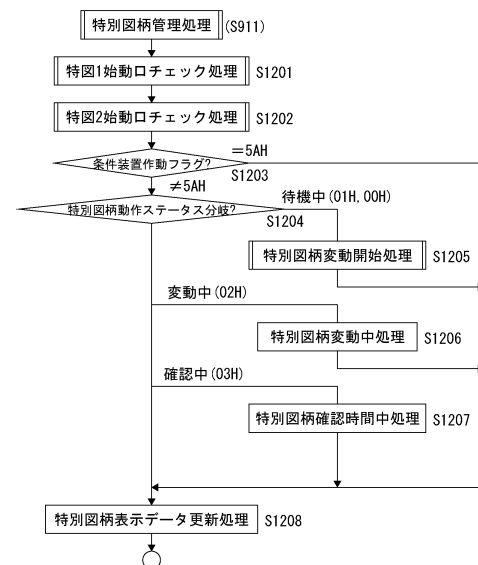 特別図柄管理処理 (S911)
特図1始動口チェック処理 S1201
特図2始動口チェック処理 S1202
条件装置作動フラグ? =5AH
S1203
≠5AH
特別図柄動作ステータス分岐? 待機中(01H,00H)
S1204
特別図柄変動開始処理 S1205
変動中(02H)
特別図柄変動中処理 S1206
確認中(03H)
特別図柄確認時間中処理 S1207
特別図柄表示データ更新処理 S1208